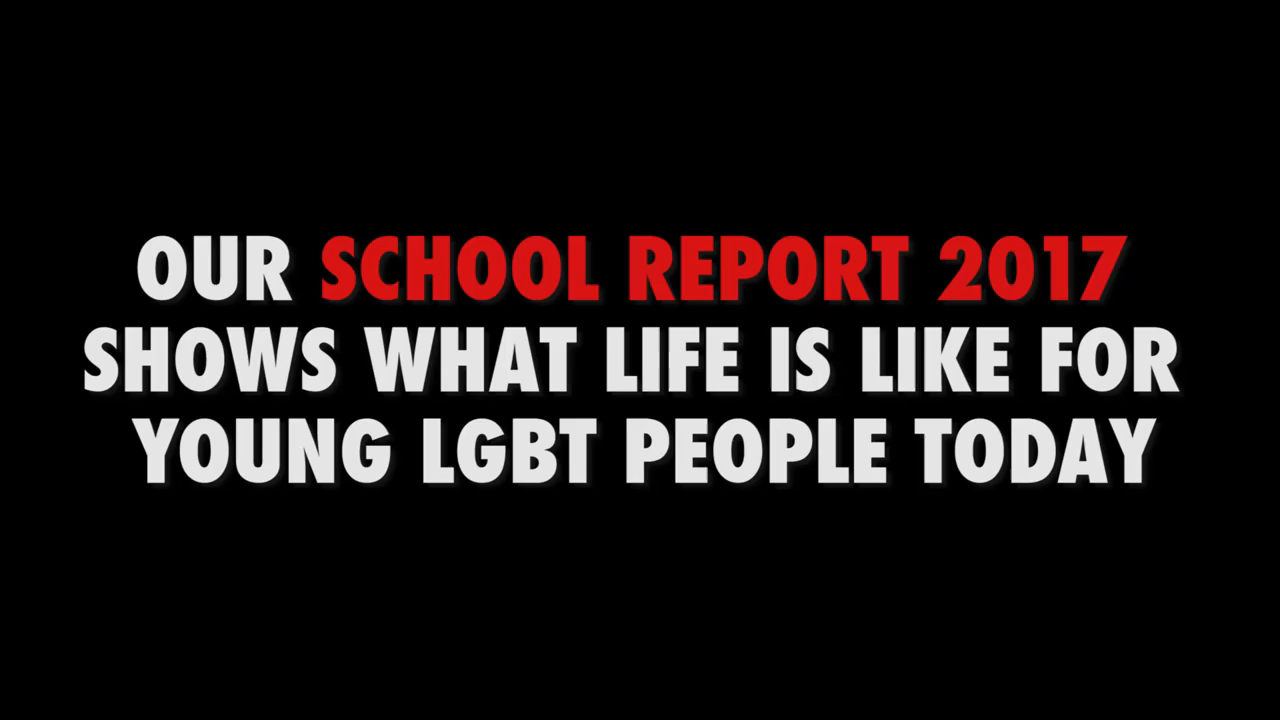 OUR SCHOOL REPORT 2017
SHOWS WHAT LIFE IS LIKE FOR
YOUNG LGBT PEOPLE TODAY